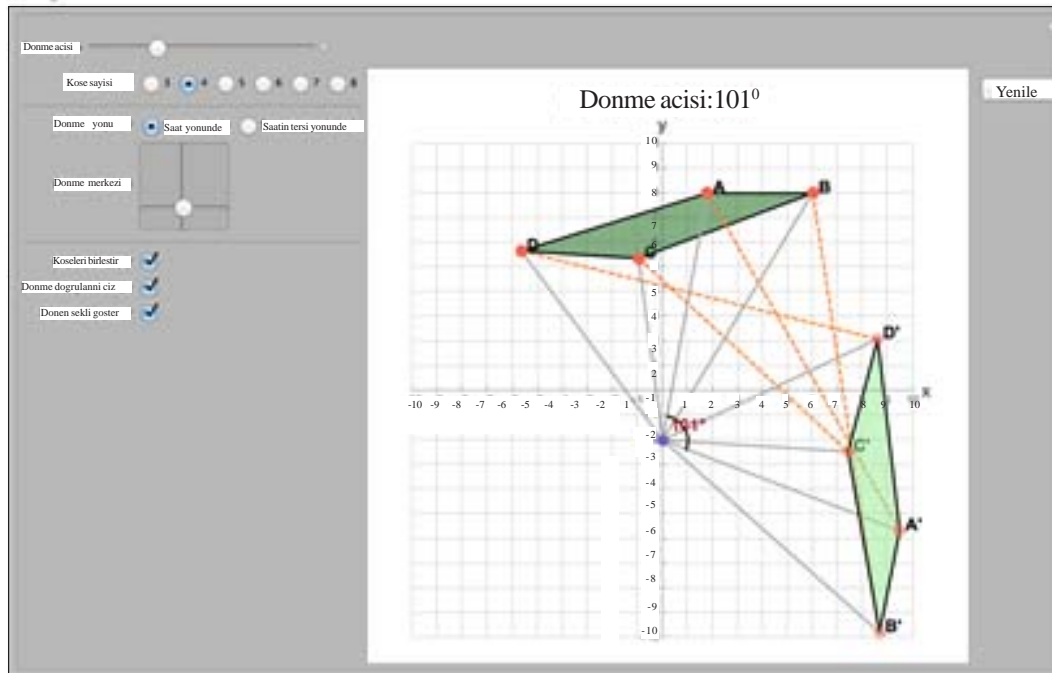 Donme acisi
Kose sayisi 3 4 5 6 7 8
Donme yonu Saat yonunde Saatin tersi yonunde
Donme merkezi
Koseleri birlestir
Donme dogrulanni ciz
Donen sekli goster
Yenile
Donme acisi:101⁰
y
10
9
8
7
6
5
4
3
2
-10 -9 -8 -7 -6 -5 -4 -3 -2 1 -1 1 2 3 4 5 6 7 8 9 10 x
-2
-3
-4
-5
-6
-7
-8
-9
-10
A B
D C
D'
101°
C'
A'
B'